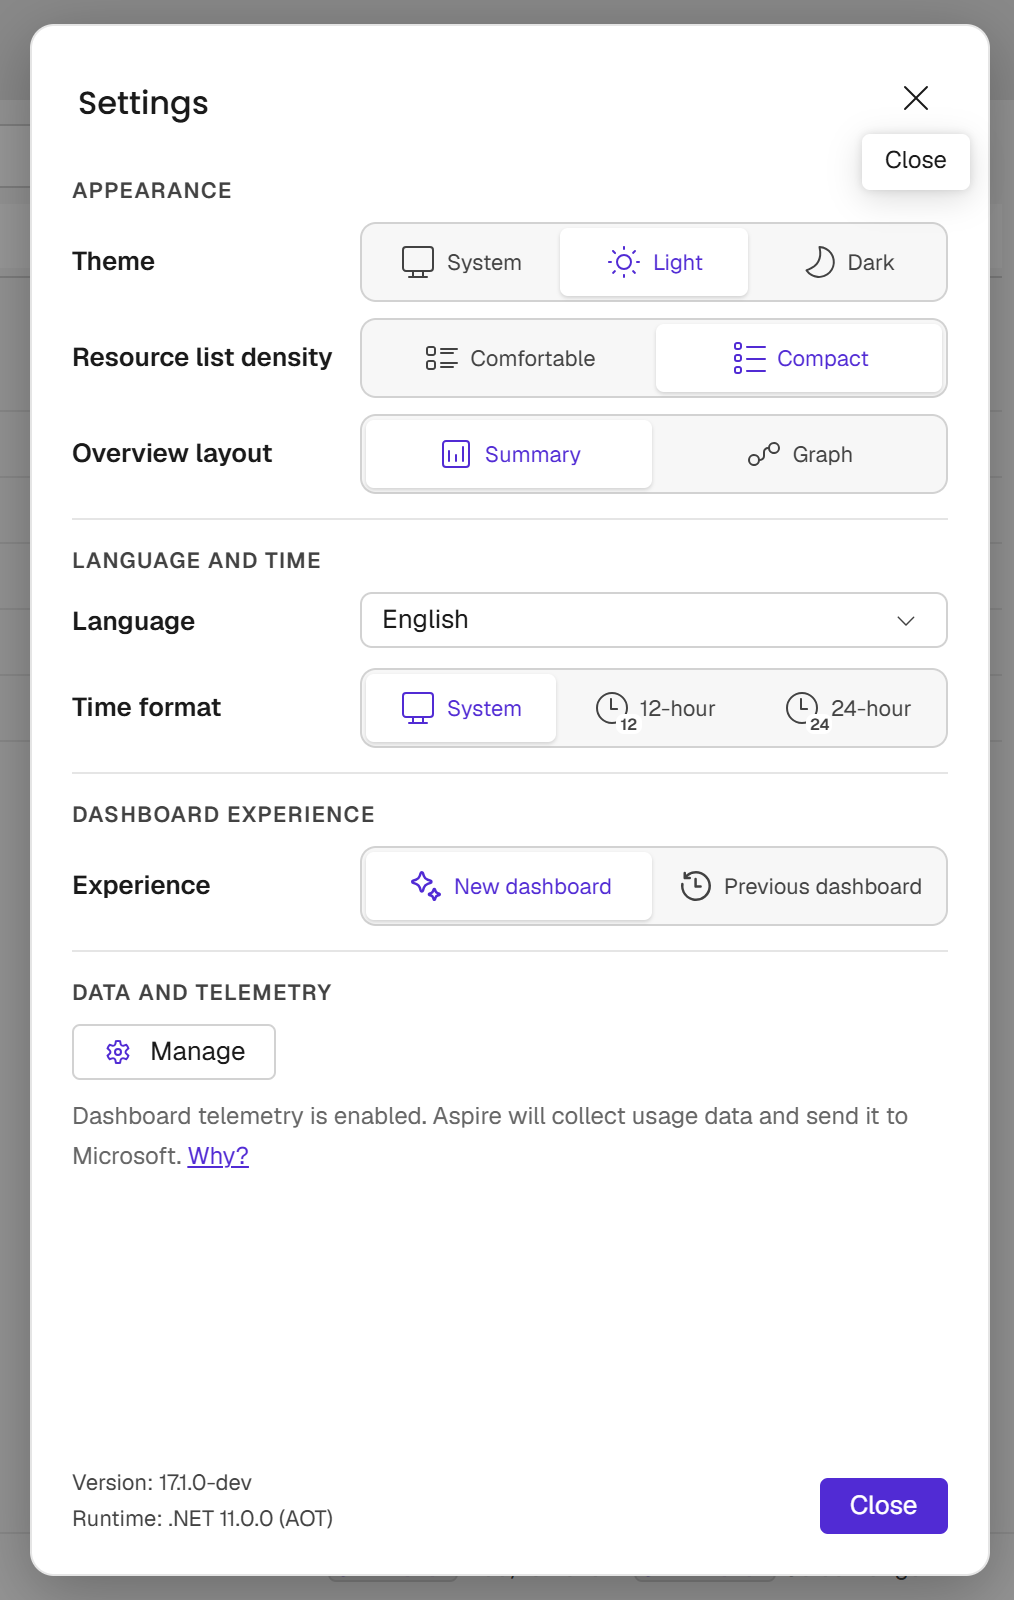 Settings
Close
APPEARANCE
Theme
System
Light
Dark
Resource list density
Comfortable
Compact
Overview layout
Summary
Graph
LANGUAGE AND TIME
Language
English
Time format
System
12
12-hour
24
24-hour
DASHBOARD EXPERIENCE
Experience
New dashboard
Previous dashboard
DATA AND TELEMETRY
Manage
Dashboard telemetry is enabled. Aspire will collect usage data and send it to
Microsoft. Why?
Version: 17.1.0-dev
Runtime: .NET 11.0.0 (AOT)
Close